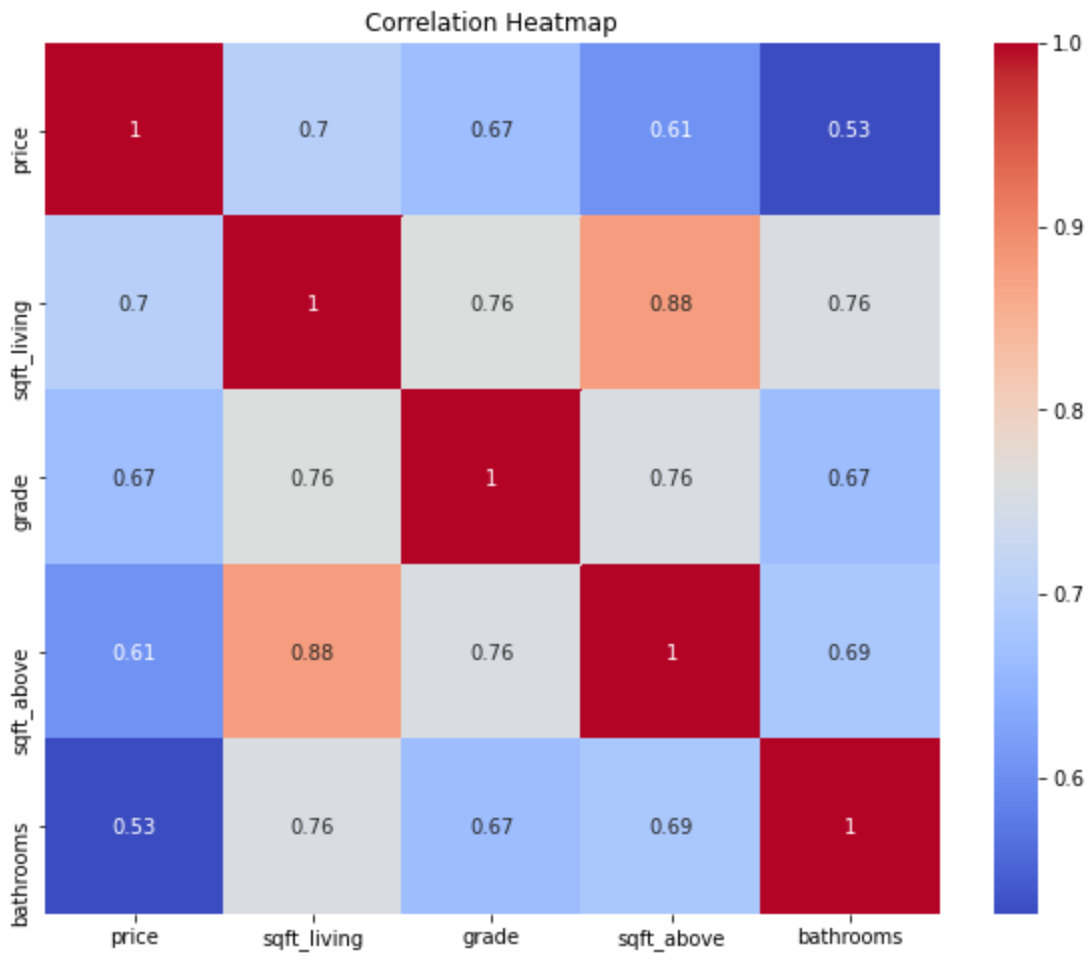 Correlation Heatmap
price 1 0.7 0.67 0.61 0.53
sqft_living 0.7 1 0.76 0.88 0.76
grade 0.67 0.76 1 0.76 0.67
sqft_above 0.61 0.88 0.76 1 0.69
bathrooms 0.53 0.76 0.67 0.69 1
price sqft_living grade sqft_above bathrooms
1.0
0.9
0.8
0.7
0.6